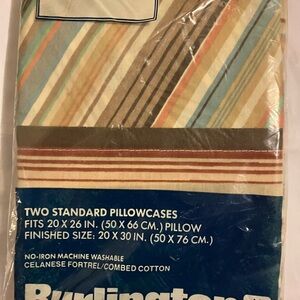 TWO STANDARD PILLOWCASES
FITS 20 X 26 IN. (50 X 66 CM.) PILLOW
FINISHED SIZE: 20 X 30 IN. (50 X 76 CM.)
NO-IRON MACHINE WASHABLE
CELANESE FORTREL/COMBED COTTON
Burlington